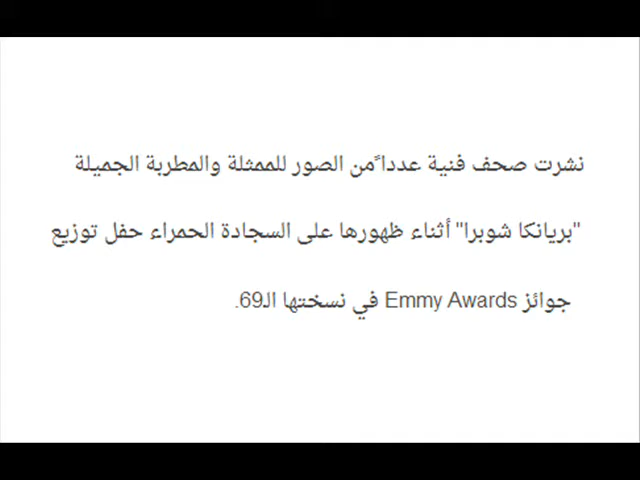 نشرت صحف فنية عدداً من الصور للممثلة والمطربة الجميلة
"بريانكا شوبرا" أثناء ظهورها على السجادة الحمراء حفل توزيع
جوائز Emmy Awards في نسختها الـ69.